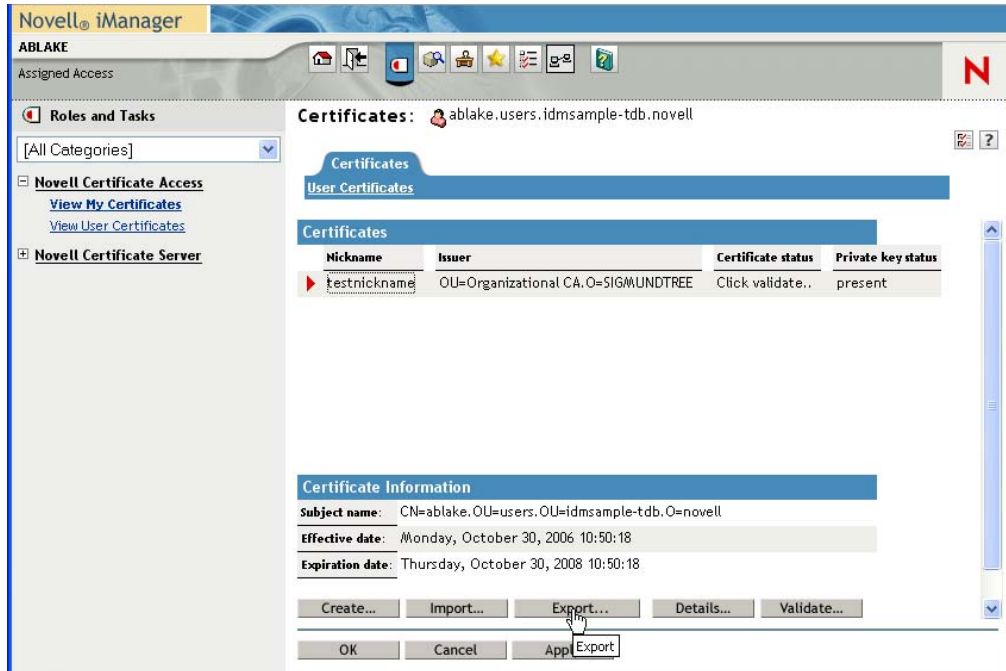 Novell® iManager
ABLAKE
Assigned Access
N
Roles and Tasks
[All Categories]
Novell Certificate Access
View My Certificates
View User Certificates
Novell Certificate Server
Certificates: ablake.users.idmsample-tdb.novell
?
Certificates
User Certificates
Certificates
Nickname Issuer Certificate status Private key status
testnickname OU=Organizational CA.O=SIGMUNDTREE Click validate.. present
Certificate Information
Subject name: CN=ablake.OU=users.OU=idmsample-tdb.O=novell
Effective date: Monday, October 30, 2006 10:50:18
Expiration date: Thursday, October 30, 2008 10:50:18
Create... Import... Export... Details... Validate...
OK Cancel Appl
Export